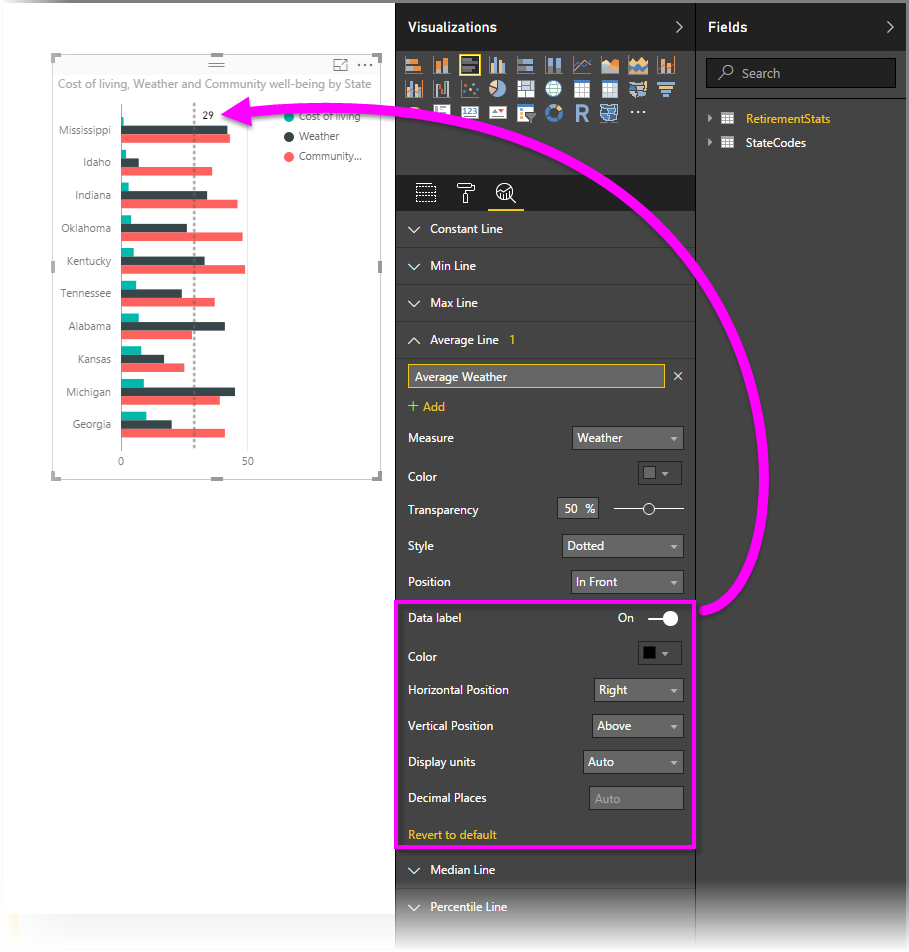 Visualizations
Fields
Search
RetirementStats
StateCodes
Cost of living, Weather and Community well-being by State
29
Cost of living
Weather
Community...
Mississippi
Idaho
Indiana
Oklahoma
Kentucky
Tennessee
Alabama
Kansas
Michigan
Georgia
0
50
123
R
Constant Line
Min Line
Max Line
Average Line 1
Average Weather
+ Add
Measure Weather
Color
Transparency 50 %
Style Dotted
Position In Front
Data label On
Color
Horizontal Position Right
Vertical Position Above
Display units Auto
Decimal Places Auto
Revert to default
Median Line
Percentile Line